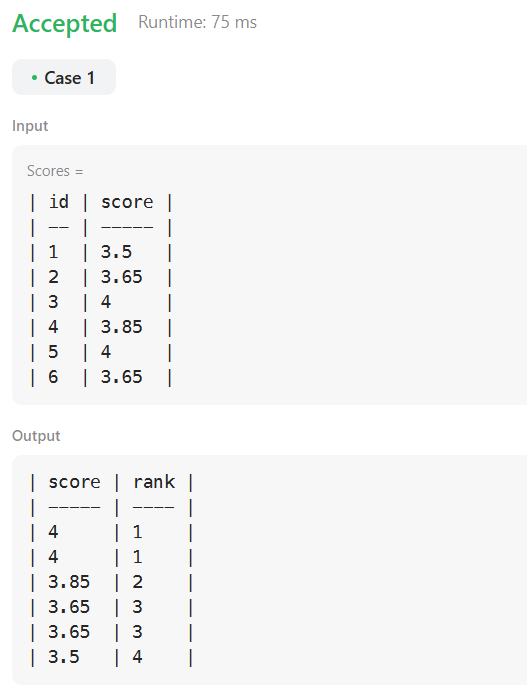 Accepted Runtime: 75 ms
• Case 1
Input
Scores =
| id | score |
| -- | ----- |
| 1  | 3.5   |
| 2  | 3.65  |
| 3  | 4     |
| 4  | 3.85  |
| 5  | 4     |
| 6  | 3.65  |
Output
| score | rank |
| ----- | ---- |
| 4     | 1    |
| 4     | 1    |
| 3.85  | 2    |
| 3.65  | 3    |
| 3.65  | 3    |
| 3.5   | 4    |